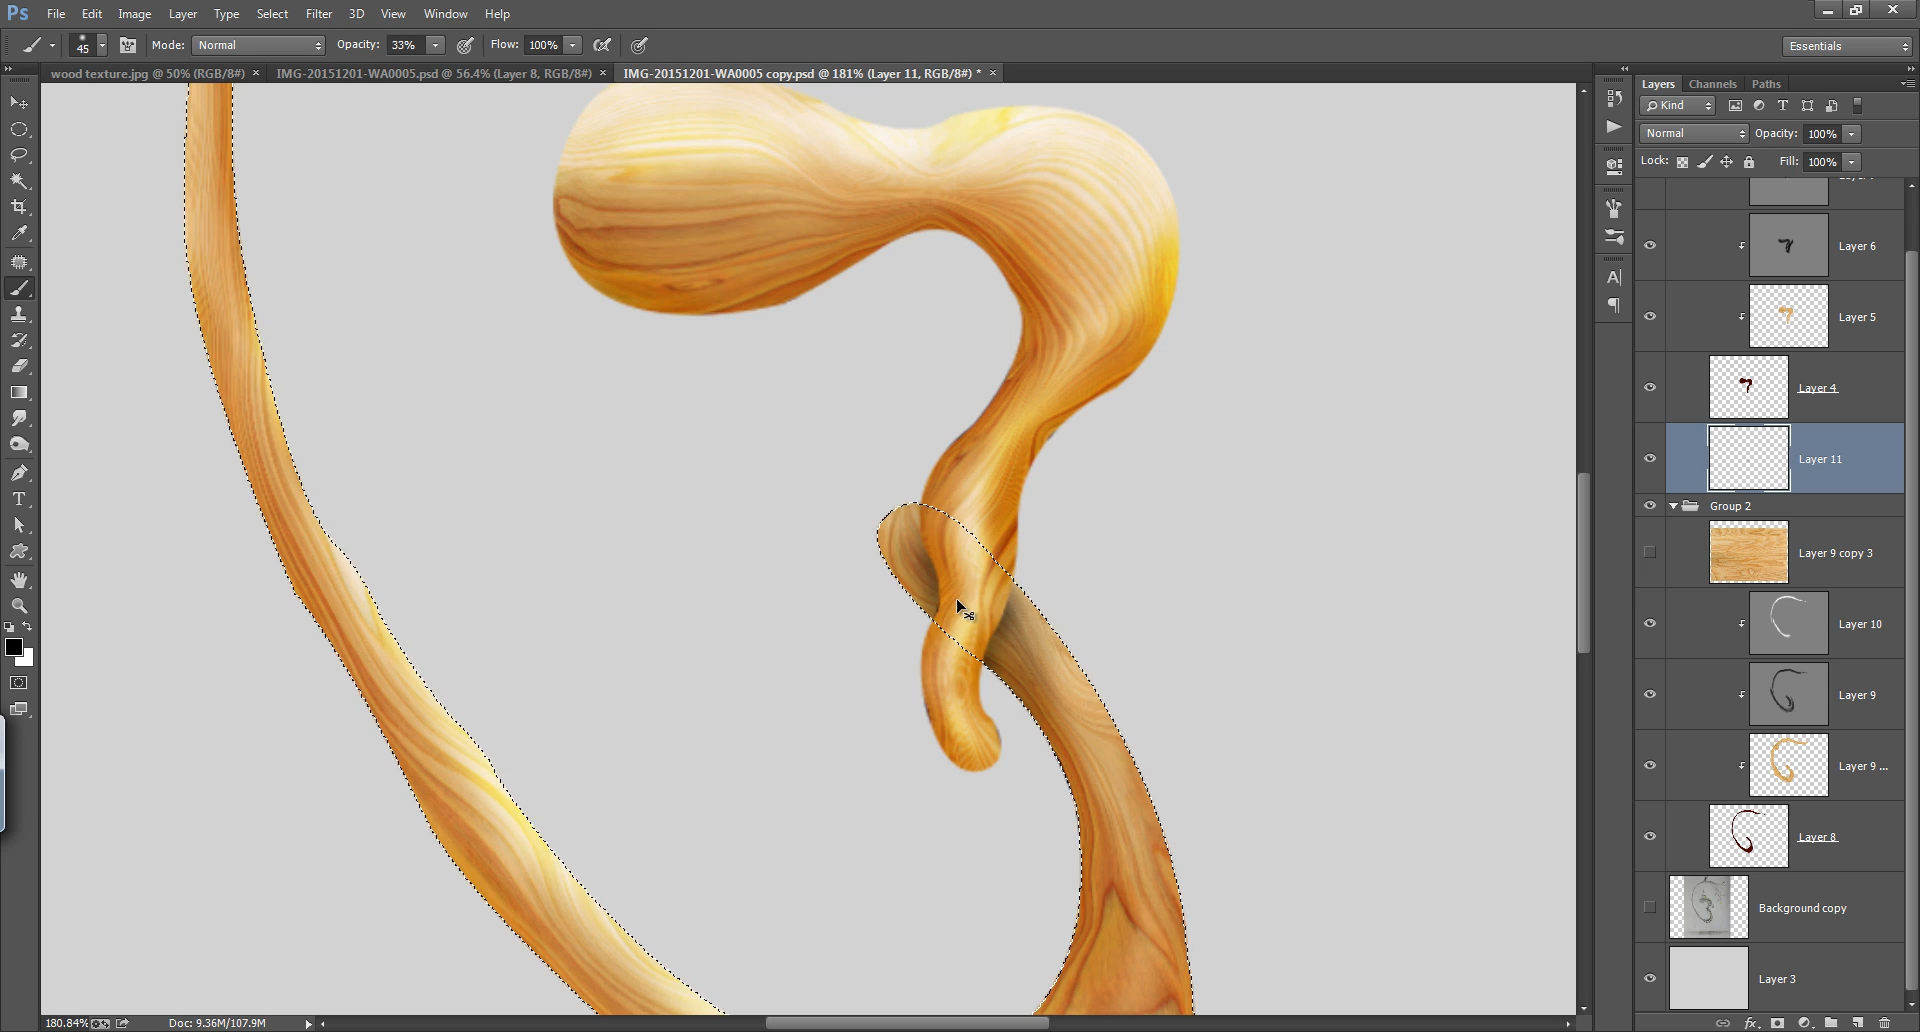 Ps File Edit Image Layer Type Select Filter 3D View Window Help
45 Mode: Normal Opacity: 33% Flow: 100% Essentials
wood texture.jpg @ 50% (RGB/8#) × IMG-20151201-WA0005.psd @ 56.4% (Layer 8, RGB/8#) × IMG-20151201-WA0005 copy.psd @ 181% (Layer 11, RGB/8#) * ×
Layers Channels Paths
Kind
Normal Opacity: 100%
Lock: Fill: 100%
Layer 6
Layer 5
Layer 4
Layer 11
Group 2
Layer 9 copy 3
Layer 10
Layer 9
Layer 9 ...
Layer 8
Background copy
Layer 3
180.84% Doc: 9.36M/107.9M